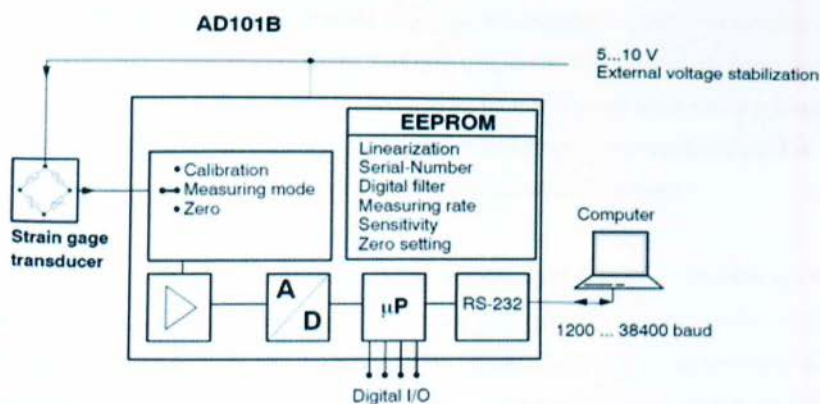 AD101B
5...10 V
External voltage stabilization
EEPROM
Linearization
Serial-Number
Digital filter
Measuring rate
Sensitivity
Zero setting
• Calibration
Measuring mode
• Zero
Strain gage
transducer
Computer
A
D
µP
RS-232
1200 ... 38400 baud
Digital I/O